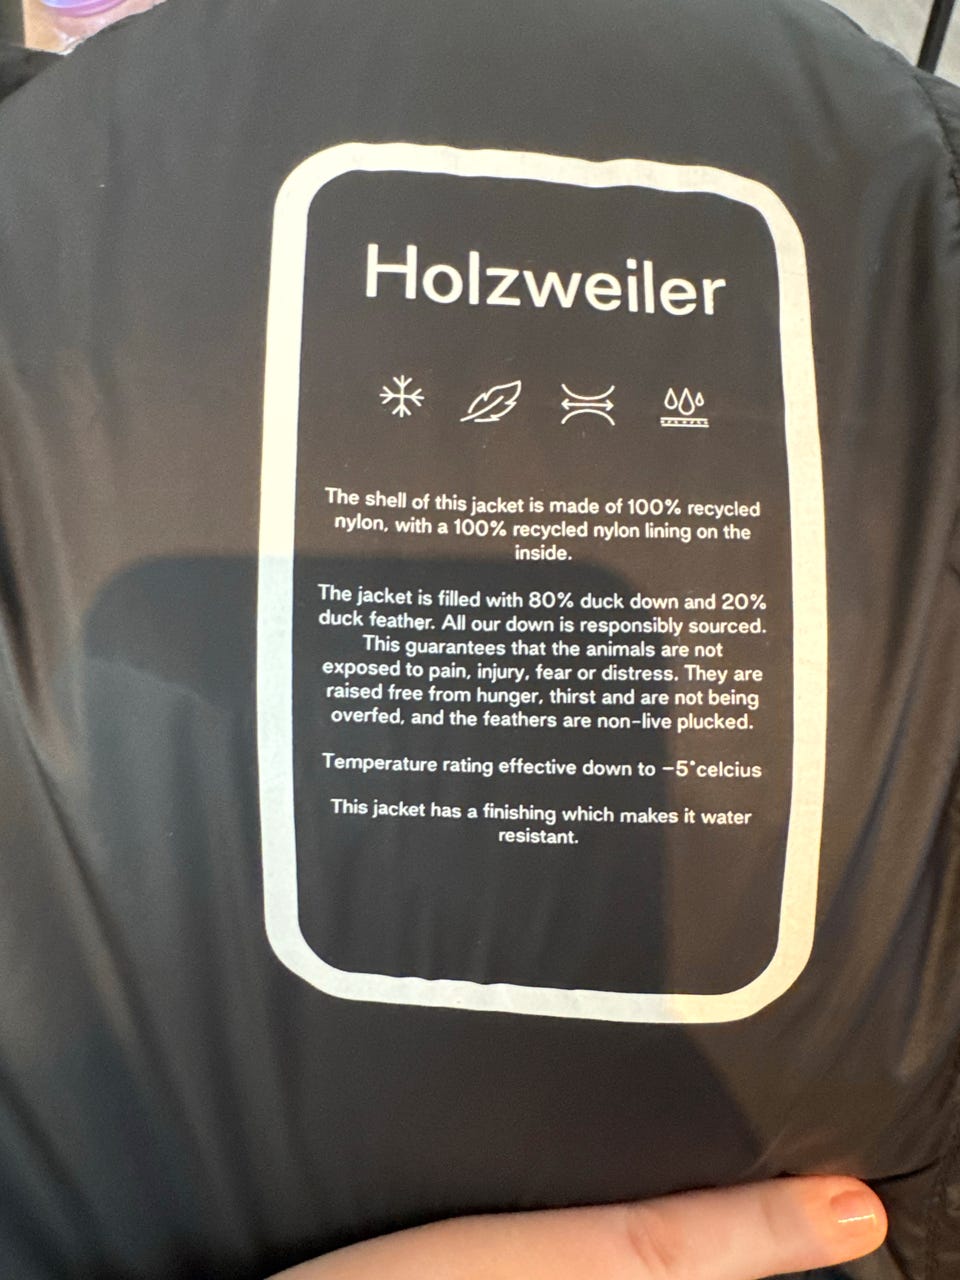 Holzweiler
The shell of this jacket is made of 100% recycled
nylon, with a 100% recycled nylon lining on the
inside.
The jacket is filled with 80% duck down and 20%
duck feather. All our down is responsibly sourced.
This guarantees that the animals are not
exposed to pain, injury, fear or distress. They are
raised free from hunger, thirst and are not being
overfed, and the feathers are non-live plucked.
Temperature rating effective down to -5°celcius
This jacket has a finishing which makes it water
resistant.